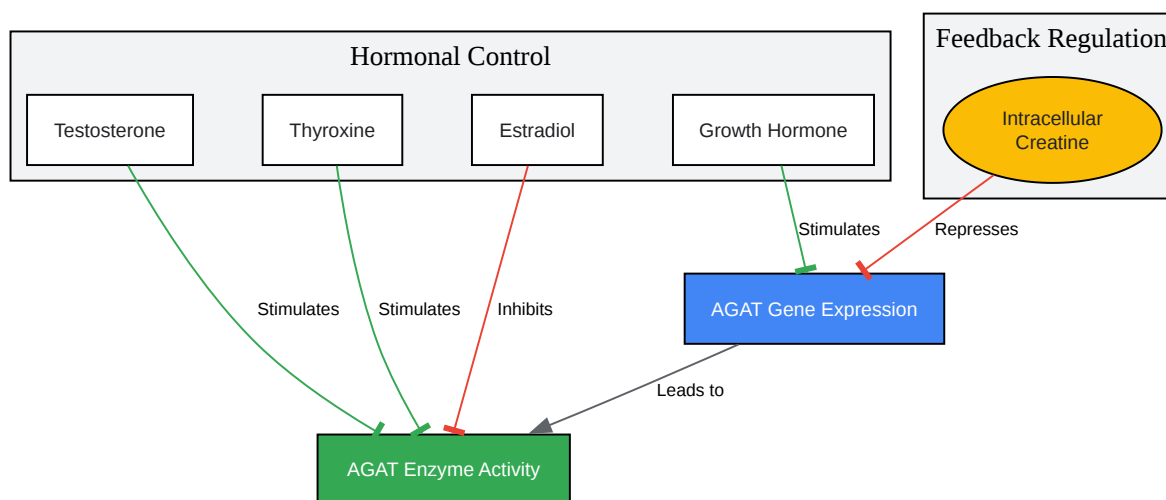 Hormonal Control
Feedback Regulation
Testosterone
Thyroxine
Estradiol
Growth Hormone
Intracellular
Creatine
Stimulates
Represses
Stimulates
Stimulates
Inhibits
AGAT Gene Expression
Leads to
AGAT Enzyme Activity